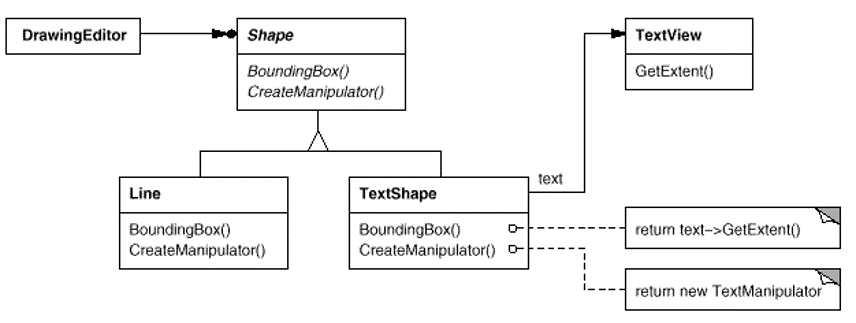 DrawingEditor
Shape
BoundingBox()
CreateManipulator()
TextView
GetExtent()
Line
BoundingBox()
CreateManipulator()
TextShape
BoundingBox()
CreateManipulator()
text
return text->GetExtent()
return new TextManipulator